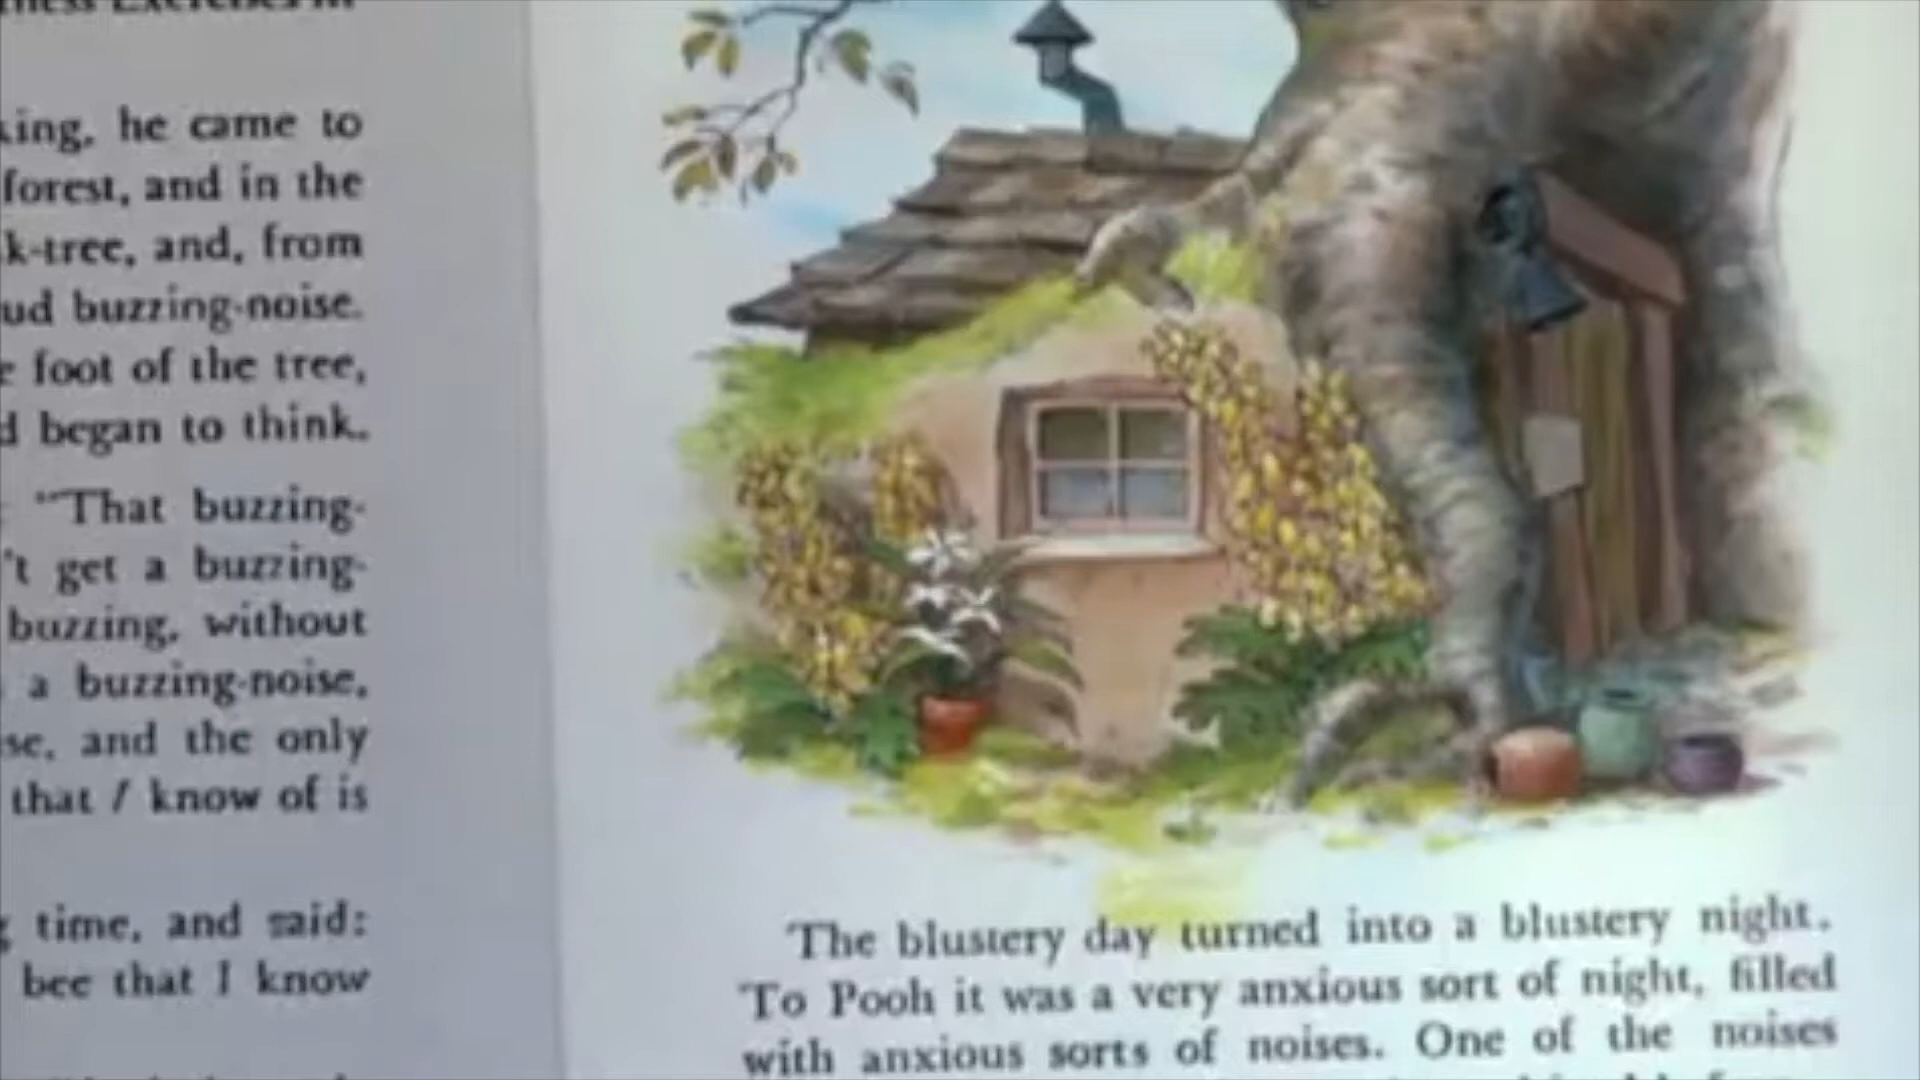 king, he came to
forest, and in the
k-tree, and, from
ud buzzing-noise.
foot of the tree,
d began to think.
"That buzzing-
't get a buzzing-
buzzing, without
a buzzing-noise,
se, and the only
that I know of is
time, and said:
bee that I know
The blustery day turned into a blustery night.
To Pooh it was a very anxious sort of night, filled
with anxious sorts of noises. One of the noises